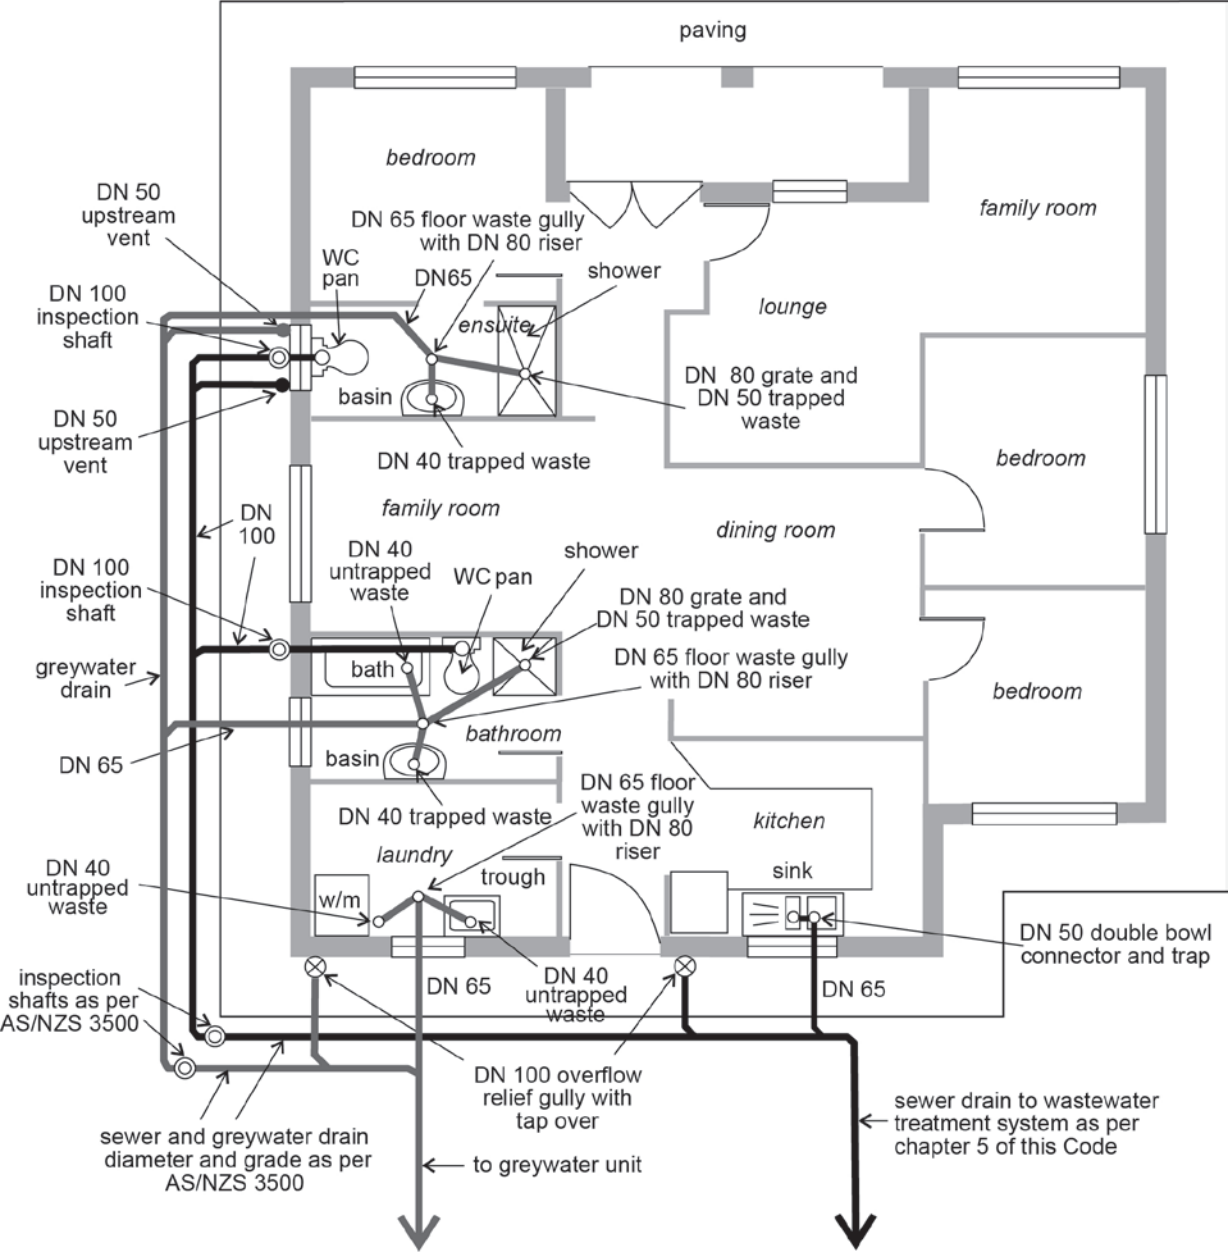 paving
bedroom
DN 50
upstream
vent
DN 65 floor waste gully
with DN 80 riser
family room
WC
pan
DN65
shower
DN 100
inspection
shaft
ensuite
lounge
basin
DN 80 grate and
DN 50 trapped
waste
DN 50
upstream
vent
DN 40 trapped waste
bedroom
family room
DN
100
dining room
DN 40
untrapped
waste
WC pan
shower
DN 100
inspection
shaft
DN 80 grate and
DN 50 trapped waste
greywater
drain
bath
DN 65 floor waste gully
with DN 80 riser
bedroom
bathroom
DN 65
basin
DN 65 floor
waste gully
with DN 80
riser
DN 40 trapped waste
kitchen
laundry
DN 40
untrapped
waste
trough
sink
w/m
DN 50 double bowl
connector and trap
inspection
shafts as per
AS/NZS 3500
DN 65
DN 40
untrapped
waste
DN 65
DN 100 overflow
relief gully with
tap over
sewer drain to wastewater
treatment system as per
chapter 5 of this Code
sewer and greywater drain
diameter and grade as per
AS/NZS 3500
to greywater unit